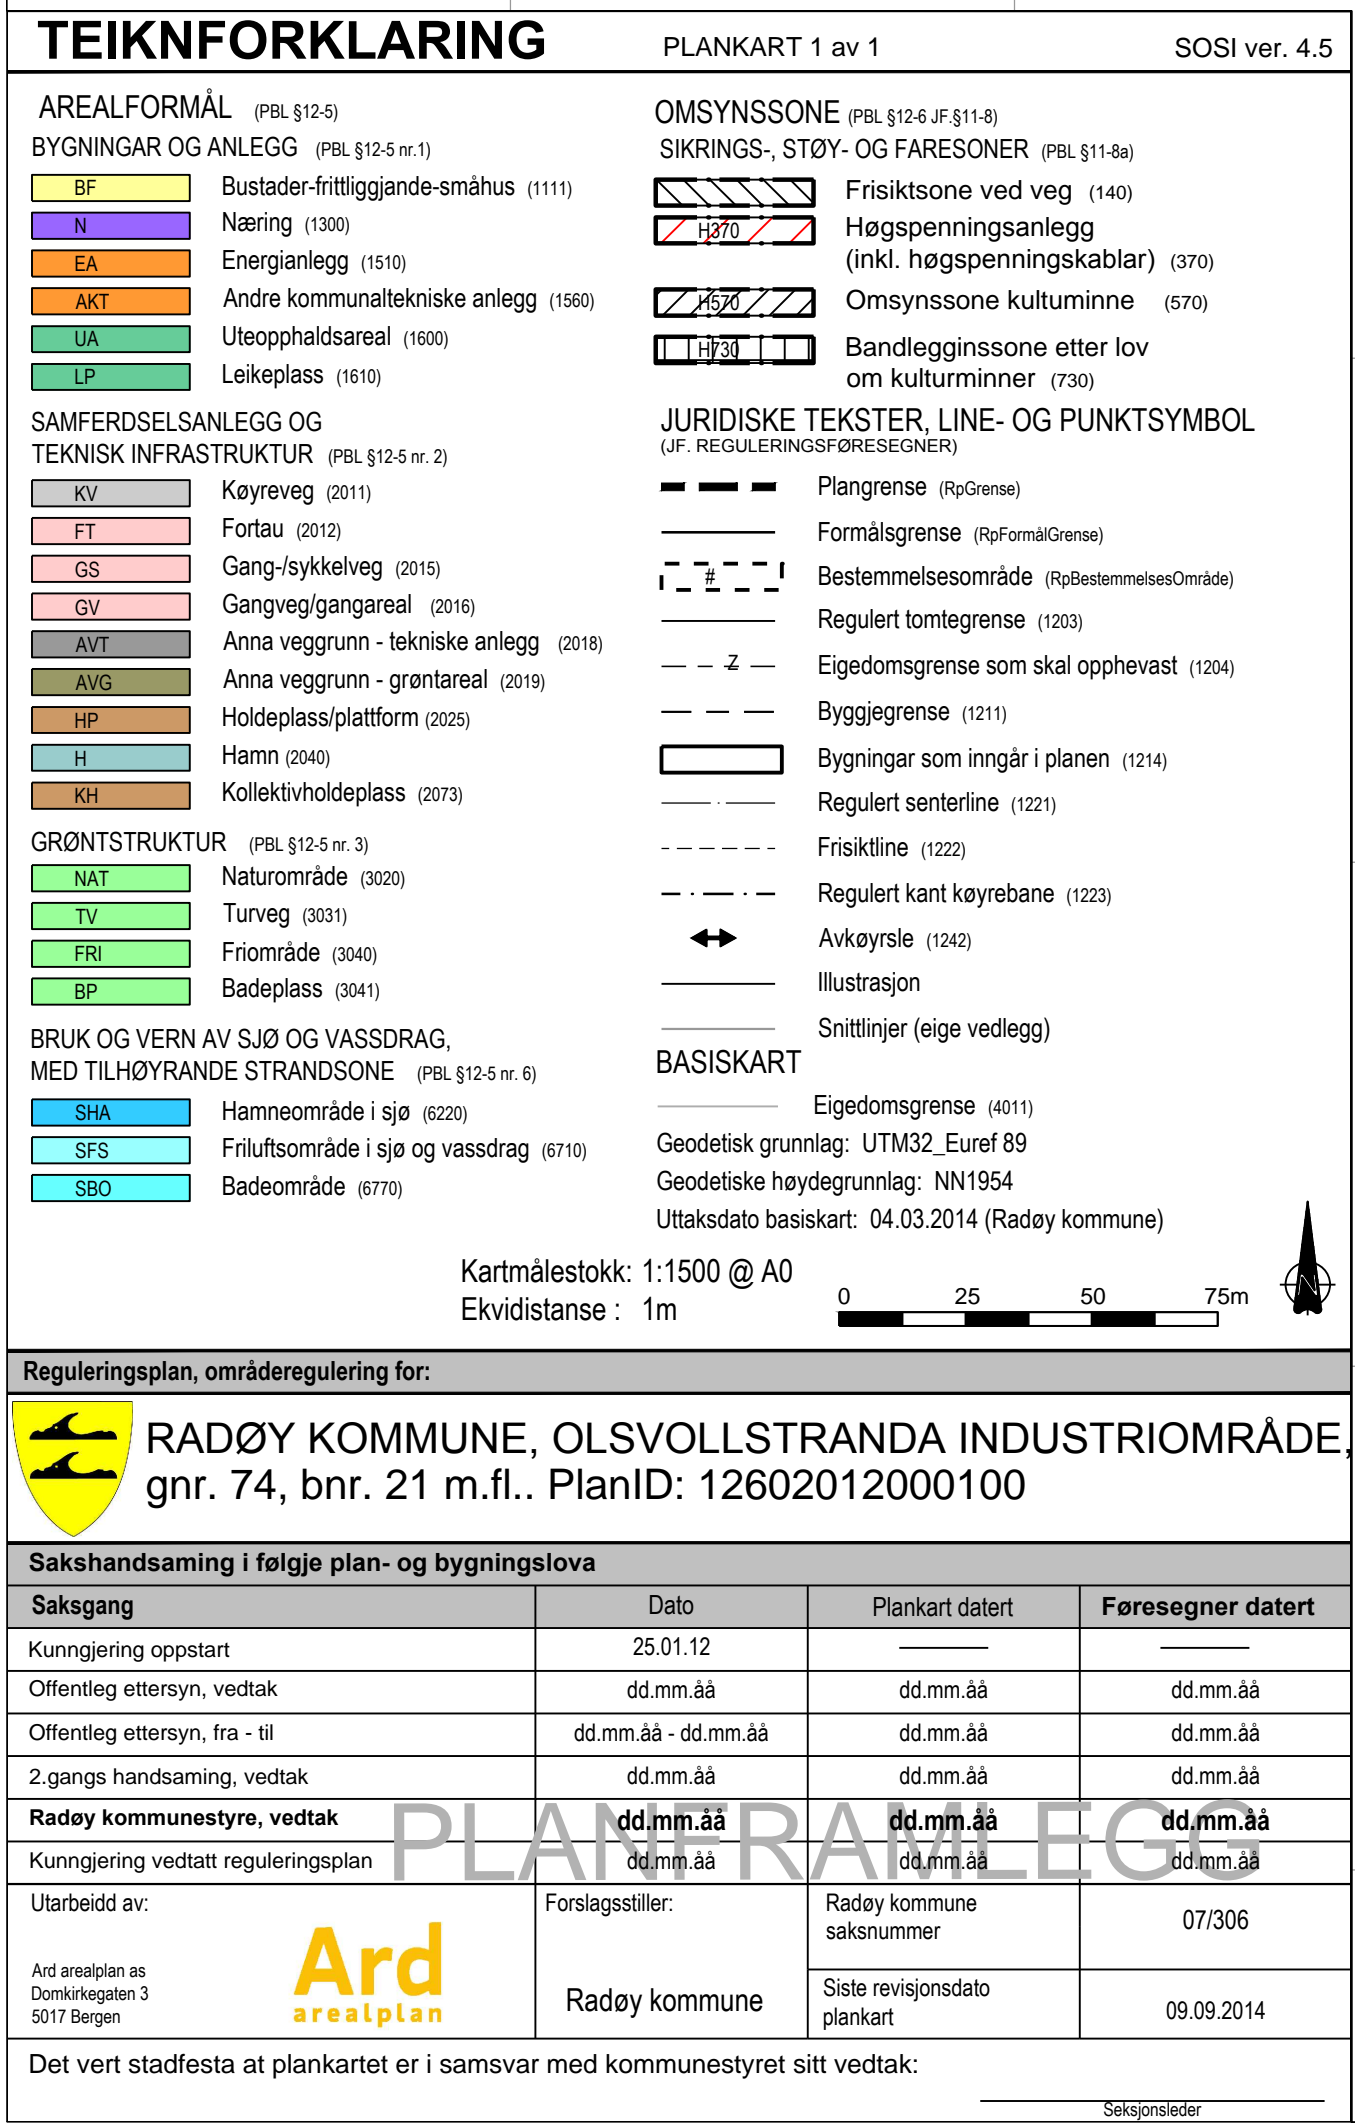 TEIKNFORKLARING PLANKART 1 av 1 SOSI ver. 4.5
AREALFORMÅL (PBL §12-5)
BYGNINGAR OG ANLEGG (PBL §12-5 nr.1)
BF Bustader-frittliggjande-småhus (1111)
N Næring (1300)
EA Energianlegg (1510)
AKT Andre kommunaltekniske anlegg (1560)
UA Uteopphaldsareal (1600)
LP Leikeplass (1610)
SAMFERDSELSANLEGG OG
TEKNISK INFRASTRUKTUR (PBL §12-5 nr. 2)
KV Køyreveg (2011)
FT Fortau (2012)
GS Gang-/sykkelveg (2015)
GV Gangveg/gangareal (2016)
AVT Anna veggrunn - tekniske anlegg (2018)
AVG Anna veggrunn - grøntareal (2019)
HP Holdeplass/plattform (2025)
H Hamn (2040)
KH Kollektivholdeplass (2073)
GRØNTSTRUKTUR (PBL §12-5 nr. 3)
NAT Naturområde (3020)
TV Turveg (3031)
FRI Friområde (3040)
BP Badeplass (3041)
BRUK OG VERN AV SJØ OG VASSDRAG,
MED TILHØYRANDE STRANDSONE (PBL §12-5 nr. 6)
SHA Hamneområde i sjø (6220)
SFS Friluftsområde i sjø og vassdrag (6710)
SBO Badeområde (6770)
OMSYNSSONE (PBL §12-6 JF.§11-8)
SIKRINGS-, STØY- OG FARESONER (PBL §11-8a)
Frisiktsone ved veg (140)
H370 Høgspenningsanlegg
(inkl. høgspenningskablar) (370)
H570 Omsynssone kultuminne (570)
H730 Bandlegginssone etter lov
om kulturminner (730)
JURIDISKE TEKSTER, LINE- OG PUNKTSYMBOL
(JF. REGULERINGSFØRESEGNER)
Plangrense (RpGrense)
Formålsgrense (RpFormålGrense)
# Bestemmelsesområde (RpBestemmelsesOmråde)
Regulert tomtegrense (1203)
Z Eigedomsgrense som skal opphevast (1204)
Byggjegrense (1211)
Bygningar som inngår i planen (1214)
Regulert senterline (1221)
Frisiktline (1222)
Regulert kant køyrebane (1223)
Avkøyrsle (1242)
Illustrasjon
Snittlinjer (eige vedlegg)
BASISKART
Eigedomsgrense (4011)
Geodetisk grunnlag: UTM32_Euref 89
Geodetiske høydegrunnlag: NN1954
Uttaksdato basiskart: 04.03.2014 (Radøy kommune)
Kartmålestokk: 1:1500 @ A0
Ekvidistanse : 1m
0 25 50 75m
N
Reguleringsplan, områderegulering for:
RADØY KOMMUNE, OLSVOLLSTRANDA INDUSTRIOMRÅDE,
gnr. 74, bnr. 21 m.fl.. PlanID: 12602012000100
Sakshandsaming i følgje plan- og bygningslova
Saksgang Dato Plankart datert Føresegner datert
Kunngjering oppstart 25.01.12
Offentleg ettersyn, vedtak dd.mm.åå dd.mm.åå dd.mm.åå
Offentleg ettersyn, fra - til dd.mm.åå - dd.mm.åå dd.mm.åå dd.mm.åå
2.gangs handsaming, vedtak dd.mm.åå dd.mm.åå dd.mm.åå
Radøy kommunestyre, vedtak dd.mm.åå dd.mm.åå dd.mm.åå
PLANFRAMLEGG
Kunngjering vedtatt reguleringsplan dd.mm.åå dd.mm.åå dd.mm.åå
Utarbeidd av:
Ard arealplan as
Domkirkegaten 3
5017 Bergen
Ard
arealplan
Forslagsstiller:
Radøy kommune
Radøy kommune
saksnummer
07/306
Siste revisjonsdato
plankart
09.09.2014
Det vert stadfesta at plankartet er i samsvar med kommunestyret sitt vedtak:
Seksjonsleder